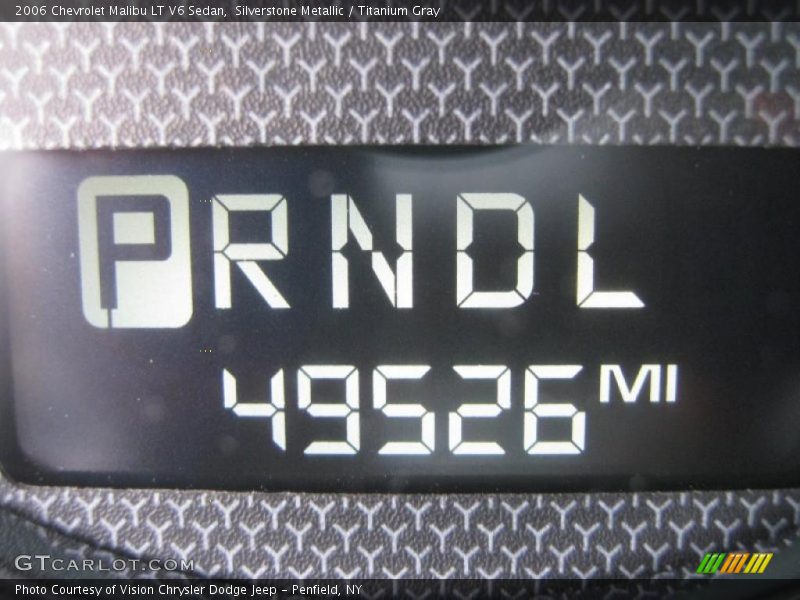 2006 Chevrolet Malibu LT V6 Sedan, Silverstone Metallic / Titanium Gray
PRNDL
49526 MI
GTCARLOT.COM
Photo Courtesy of Vision Chrysler Dodge Jeep - Penfield, NY